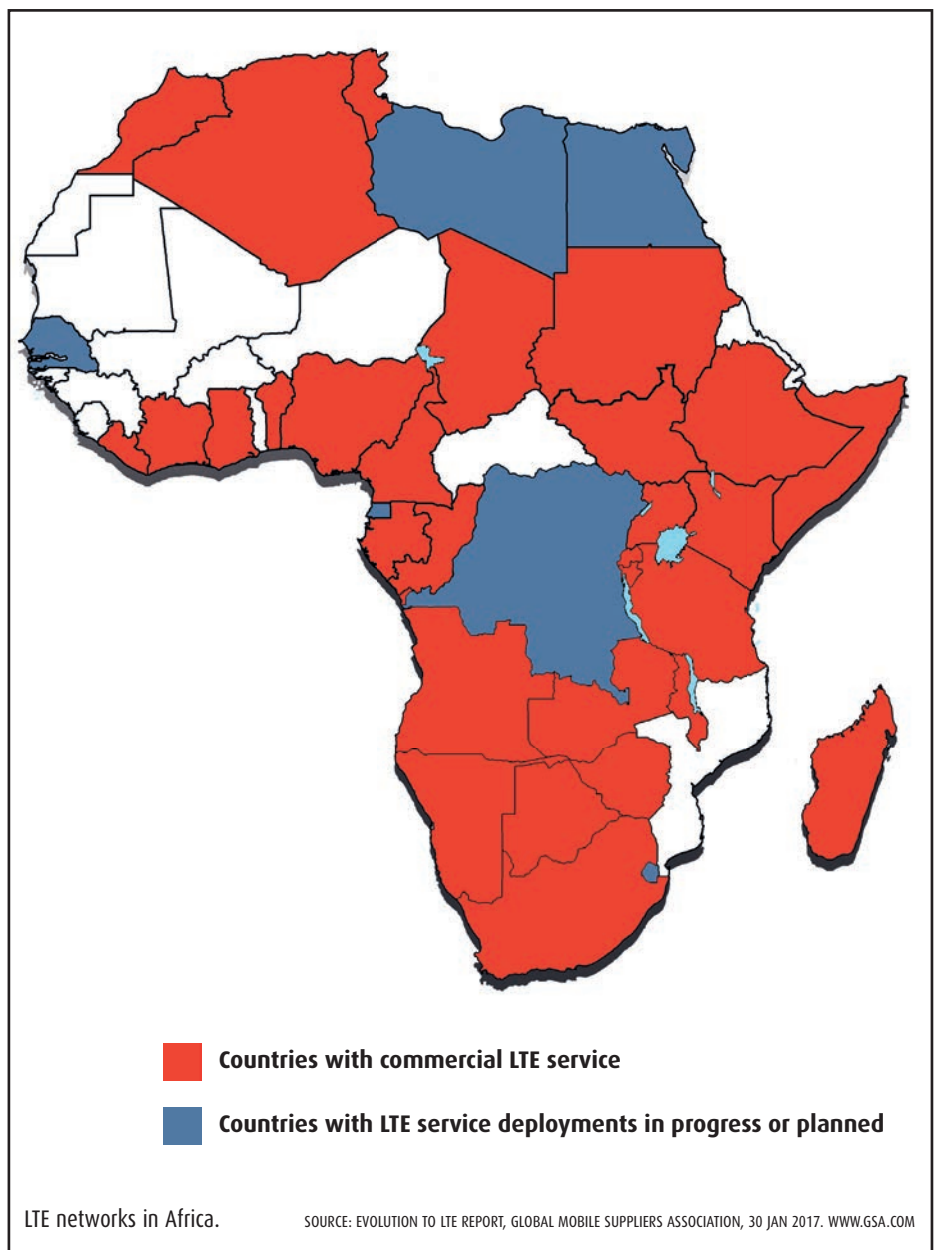 Countries with commercial LTE service
Countries with LTE service deployments in progress or planned
LTE networks in Africa.
SOURCE: EVOLUTION TO LTE REPORT, GLOBAL MOBILE SUPPLIERS ASSOCIATION, 30 JAN 2017. WWW.GSA.COM